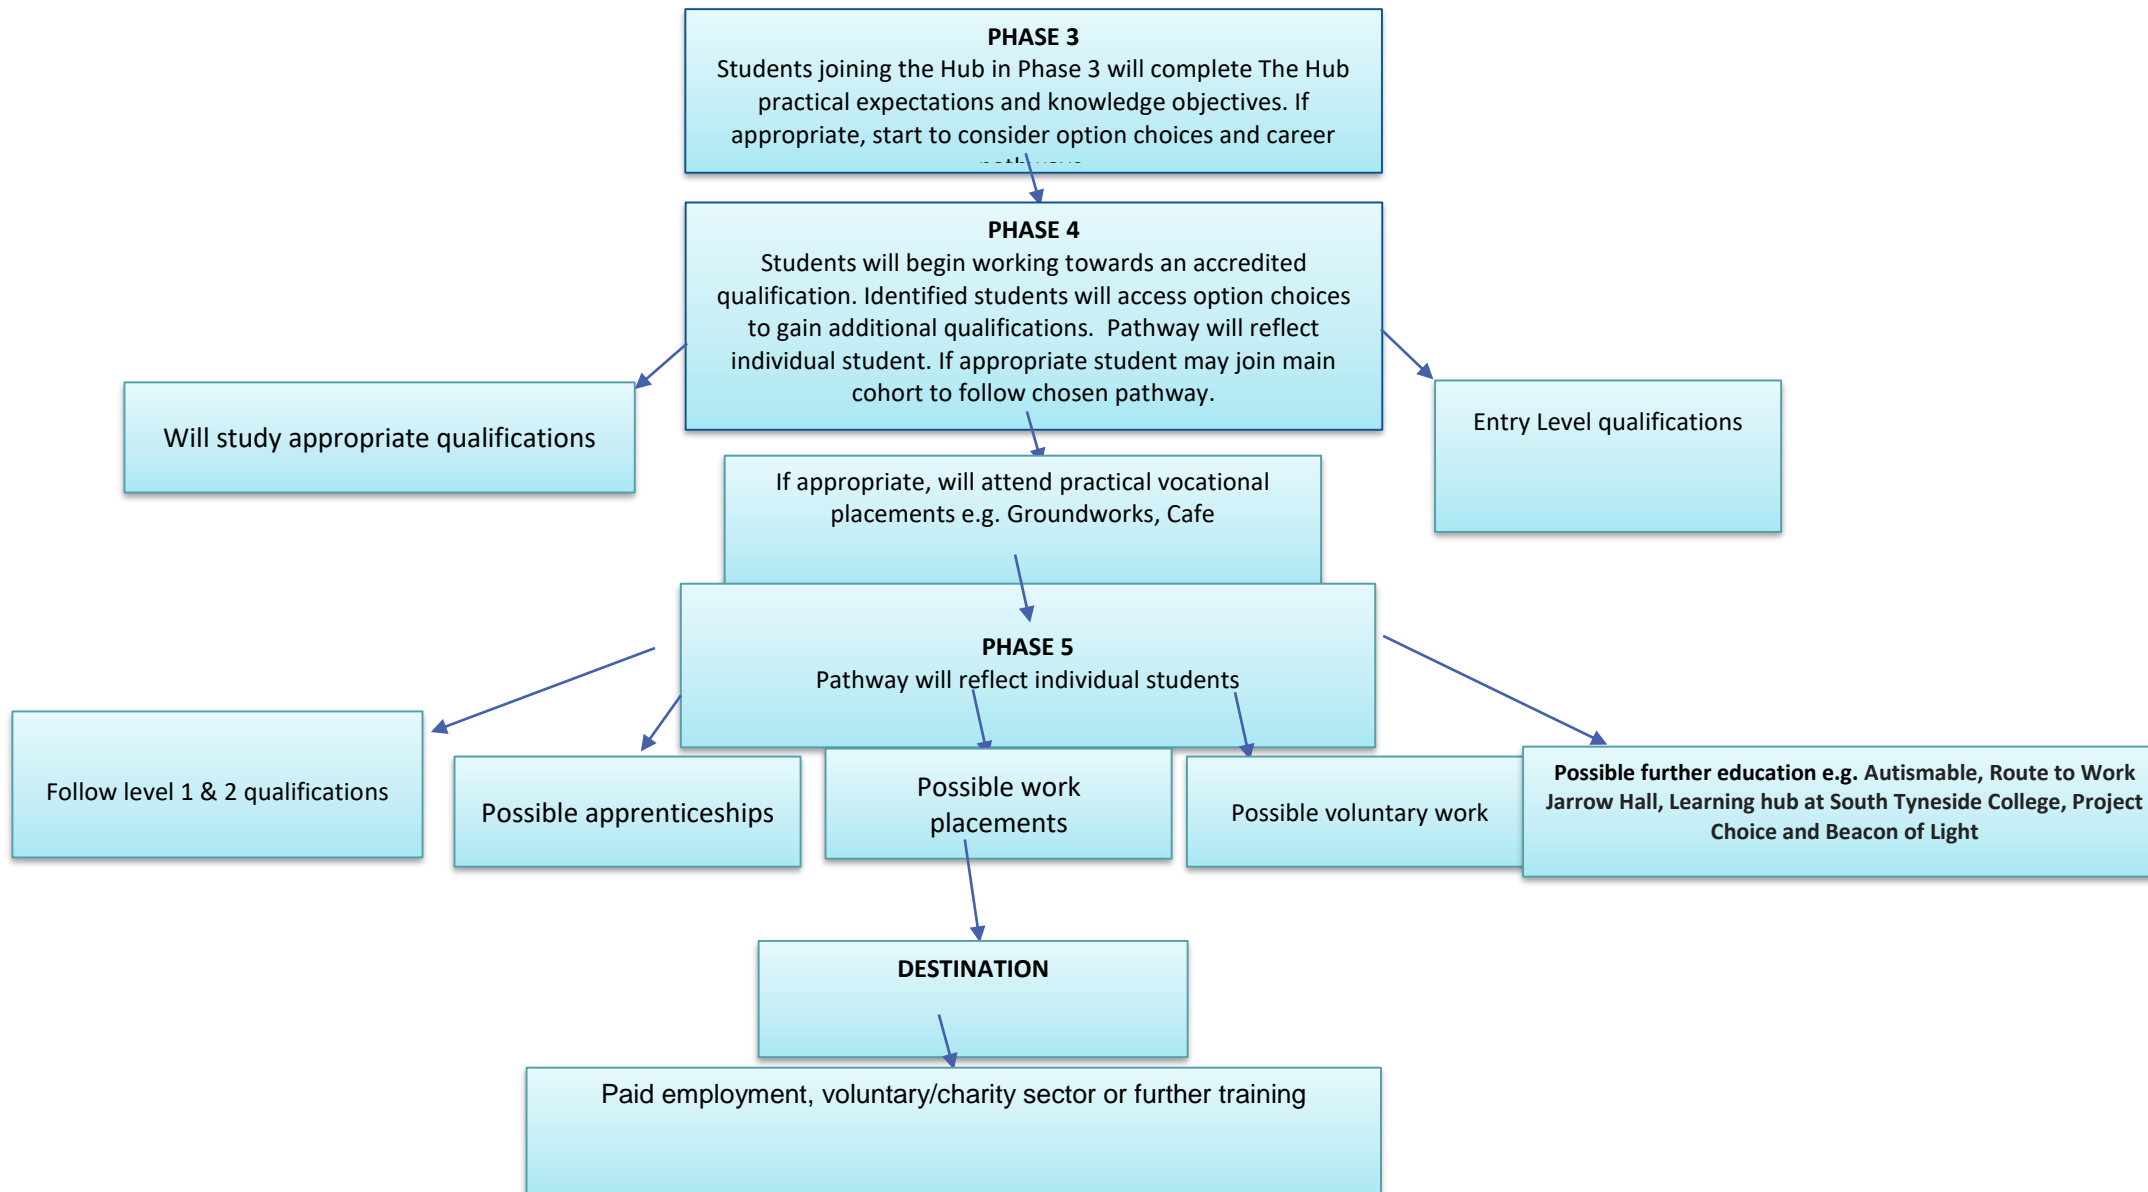 PHASE 3
Students joining the Hub in Phase 3 will complete The Hub
practical expectations and knowledge objectives. If
appropriate, start to consider option choices and career
PHASE 4
Students will begin working towards an accredited
qualification. Identified students will access option choices
to gain additional qualifications.  Pathway will reflect
individual student. If appropriate student may join main
cohort to follow chosen pathway.
Will study appropriate qualifications
Entry Level qualifications
If appropriate, will attend practical vocational
placements e.g. Groundworks, Cafe
PHASE 5
Pathway will reflect individual students
Follow level 1 & 2 qualifications
Possible apprenticeships
Possible work
placements
Possible voluntary work
Possible further education e.g. Autismable, Route to Work
Jarrow Hall, Learning hub at South Tyneside College, Project
Choice and Beacon of Light
DESTINATION
Paid employment, voluntary/charity sector or further training